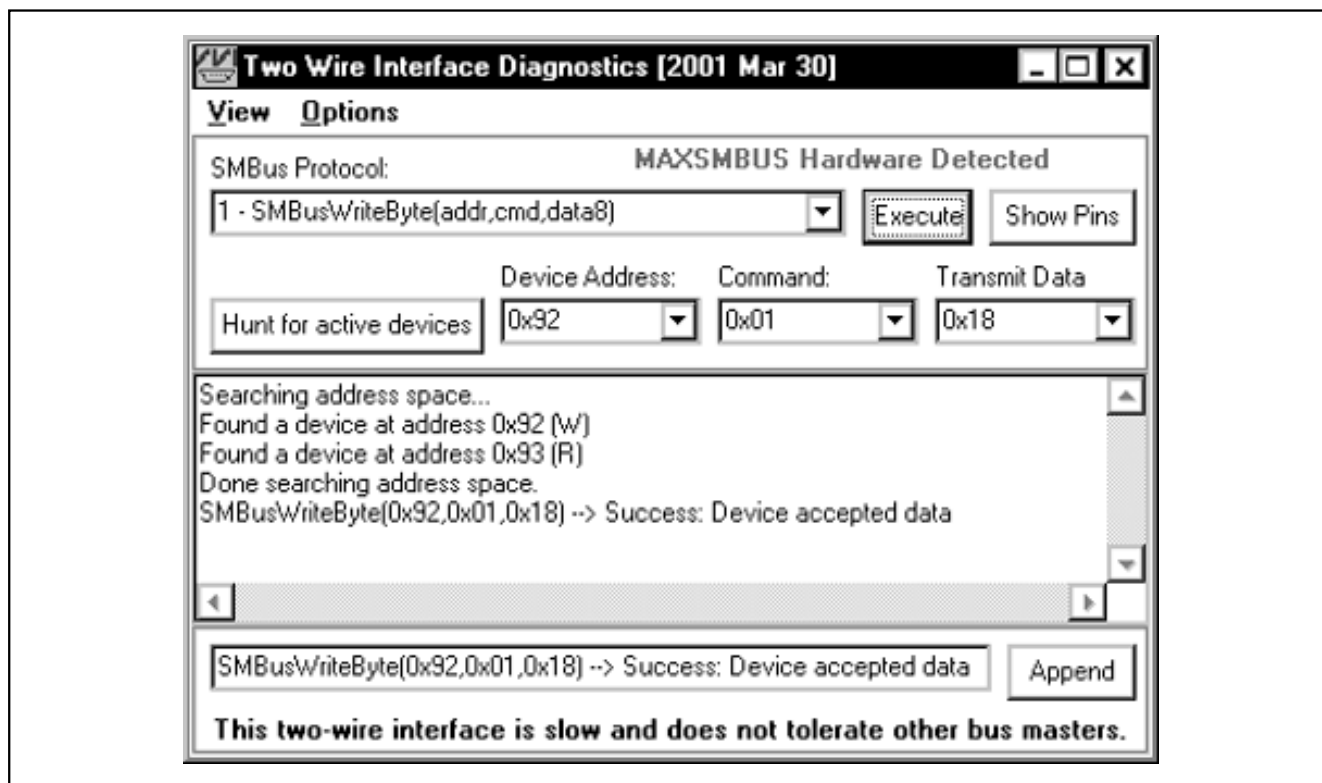 Two Wire Interface Diagnostics [2001 Mar 30]
View Options
SMBus Protocol:
MAXSMBUS Hardware Detected
1 - SMBusWriteByte(addr,cmd,data8)
Execute
Show Pins
Device Address:
Command:
Transmit Data
Hunt for active devices
0x92
0x01
0x18
Searching address space...
Found a device at address 0x92 (W)
Found a device at address 0x93 (R)
Done searching address space.
SMBusWriteByte(0x92,0x01,0x18) --> Success: Device accepted data
SMBusWriteByte(0x92,0x01,0x18) --> Success: Device accepted data
Append
This two-wire interface is slow and does not tolerate other bus masters.